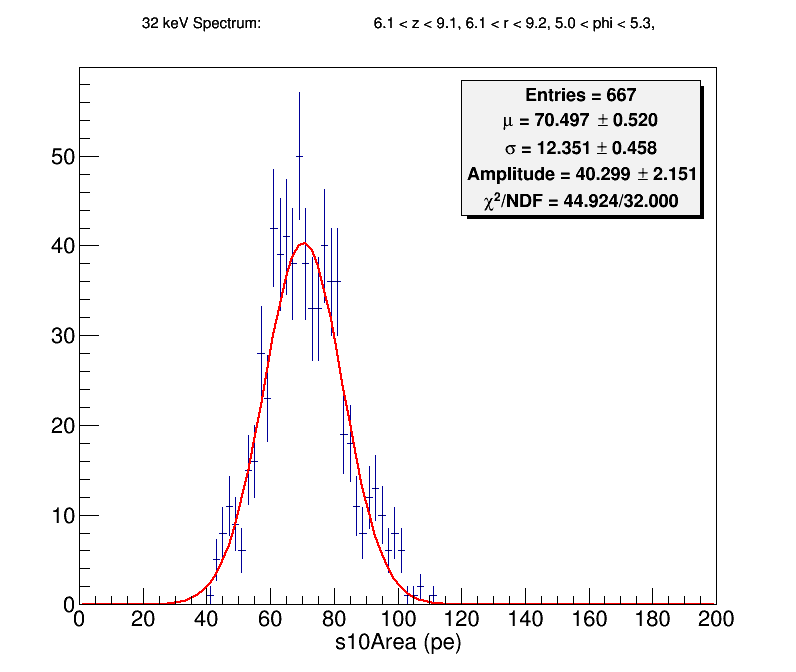 32 keV Spectrum: 6.1 < z < 9.1, 6.1 < r < 9.2, 5.0 < phi < 5.3,
Entries = 667
μ = 70.497 ± 0.520
σ = 12.351 ± 0.458
Amplitude = 40.299 ± 2.151
χ²/NDF = 44.924/32.000
50
40
30
20
10
0
0 20 40 60 80 100 120 140 160 180 200
s10Area (pe)